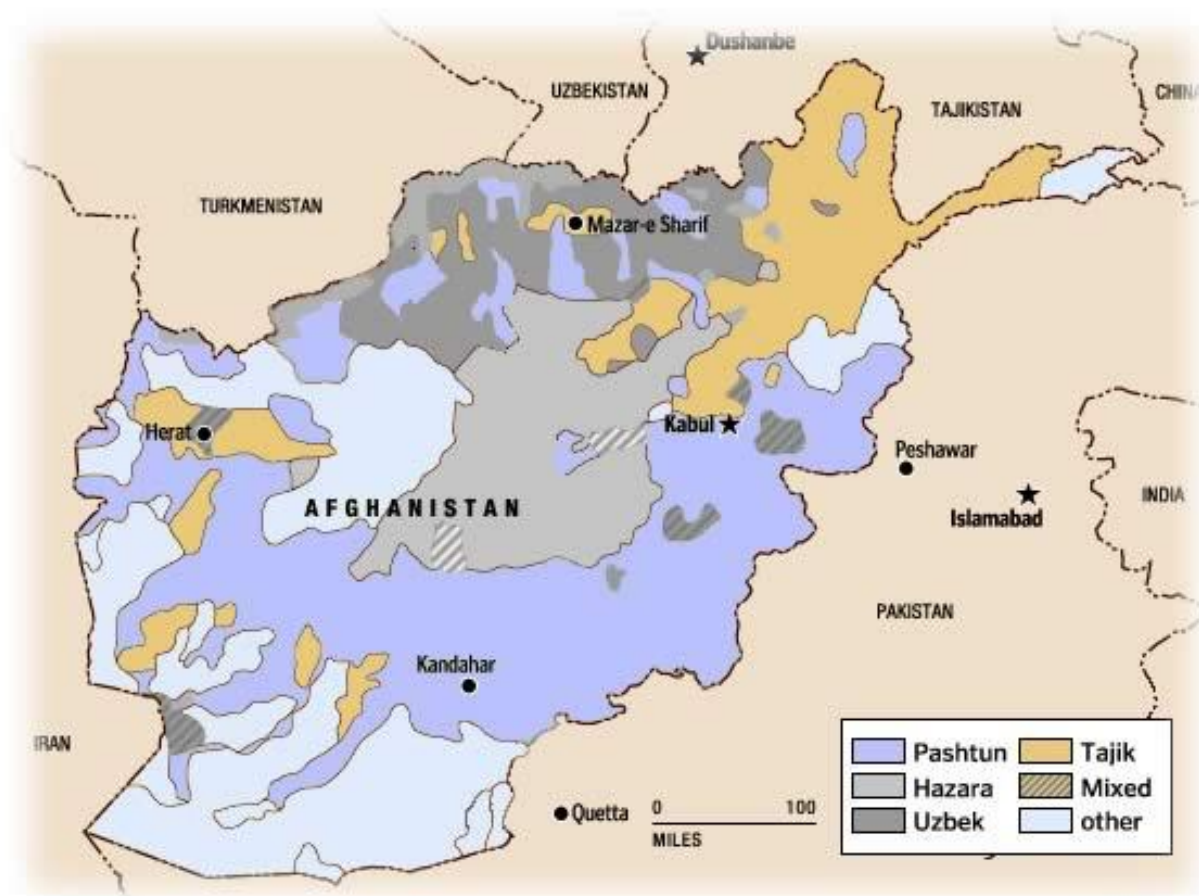 Dushanbe
UZBEKISTAN
TAJIKISTAN
CHINA
TURKMENISTAN
Mazar-e Sharif
Herat
Kabul
Peshawar
AFGHANISTAN
Islamabad
INDIA
PAKISTAN
Kandahar
IRAN
Quetta
0 100
MILES
Pashtun Tajik
Hazara Mixed
Uzbek other